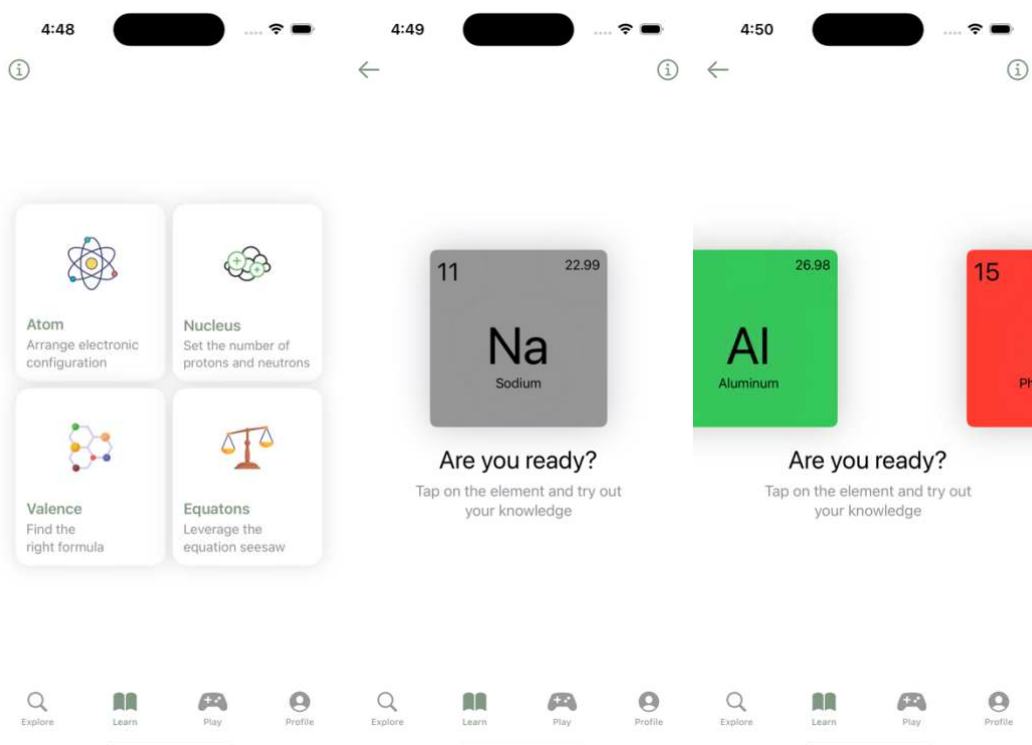 4:48
Atom
Arrange electronic
configuration
Nucleus
Set the number of
protons and neutrons
Valence
Find the
right formula
Equatons
Leverage the
equation seesaw
Explore
Learn
Play
Profile
4:49
11
22.99
Na
Sodium
Are you ready?
Tap on the element and try out
your knowledge
Explore
Learn
Play
Profile
4:50
26.98
Al
Aluminum
15
Ph
Are you ready?
Tap on the element and try out
your knowledge
Explore
Learn
Play
Profile